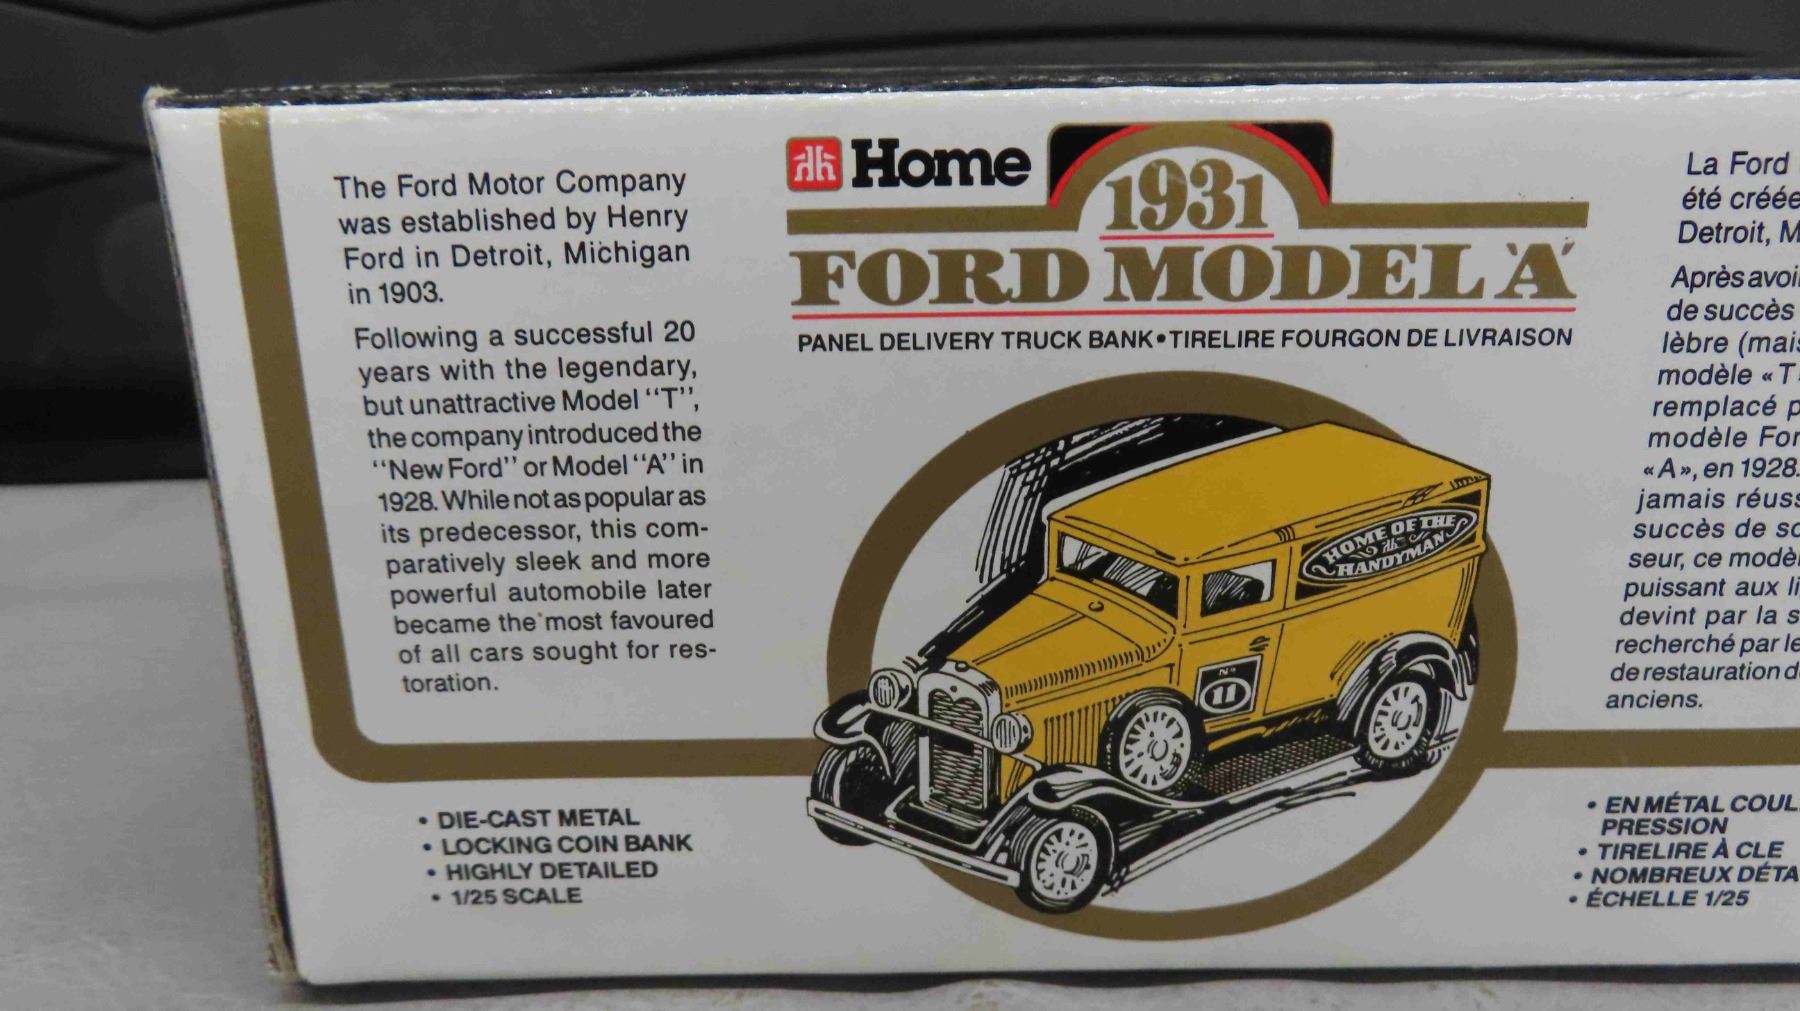 The Ford Motor Company
was established by Henry
Ford in Detroit, Michigan
in 1903.
Following a successful 20
years with the legendary,
but unattractive Model "T",
the company introduced the
"New Ford" or Model "A" in
1928. While not as popular as
its predecessor, this com-
paratively sleek and more
powerful automobile later
became the most favoured
of all cars sought for res-
toration.
• DIE-CAST METAL
• LOCKING COIN BANK
• HIGHLY DETAILED
• 1/25 SCALE
hh Home
1931
FORD MODEL 'A'
PANEL DELIVERY TRUCK BANK • TIRELIRE FOURGON DE LIVRAISON
HOME OF THE
hh
HANDYMAN
No
11
La Ford
été créée
Detroit, M
Après avoi
de succès
lèbre (mais
modèle «T
remplacé p
modèle For
«A», en 1928.
jamais réuss
succès de so
seur, ce modè
puissant aux li
devint par la s
recherché par le
de restauration d
anciens.
• EN MÉTAL COUL
PRESSION
• TIRELIRE À CLE
• NOMBREUX DÉTA
• ÉCHELLE 1/25